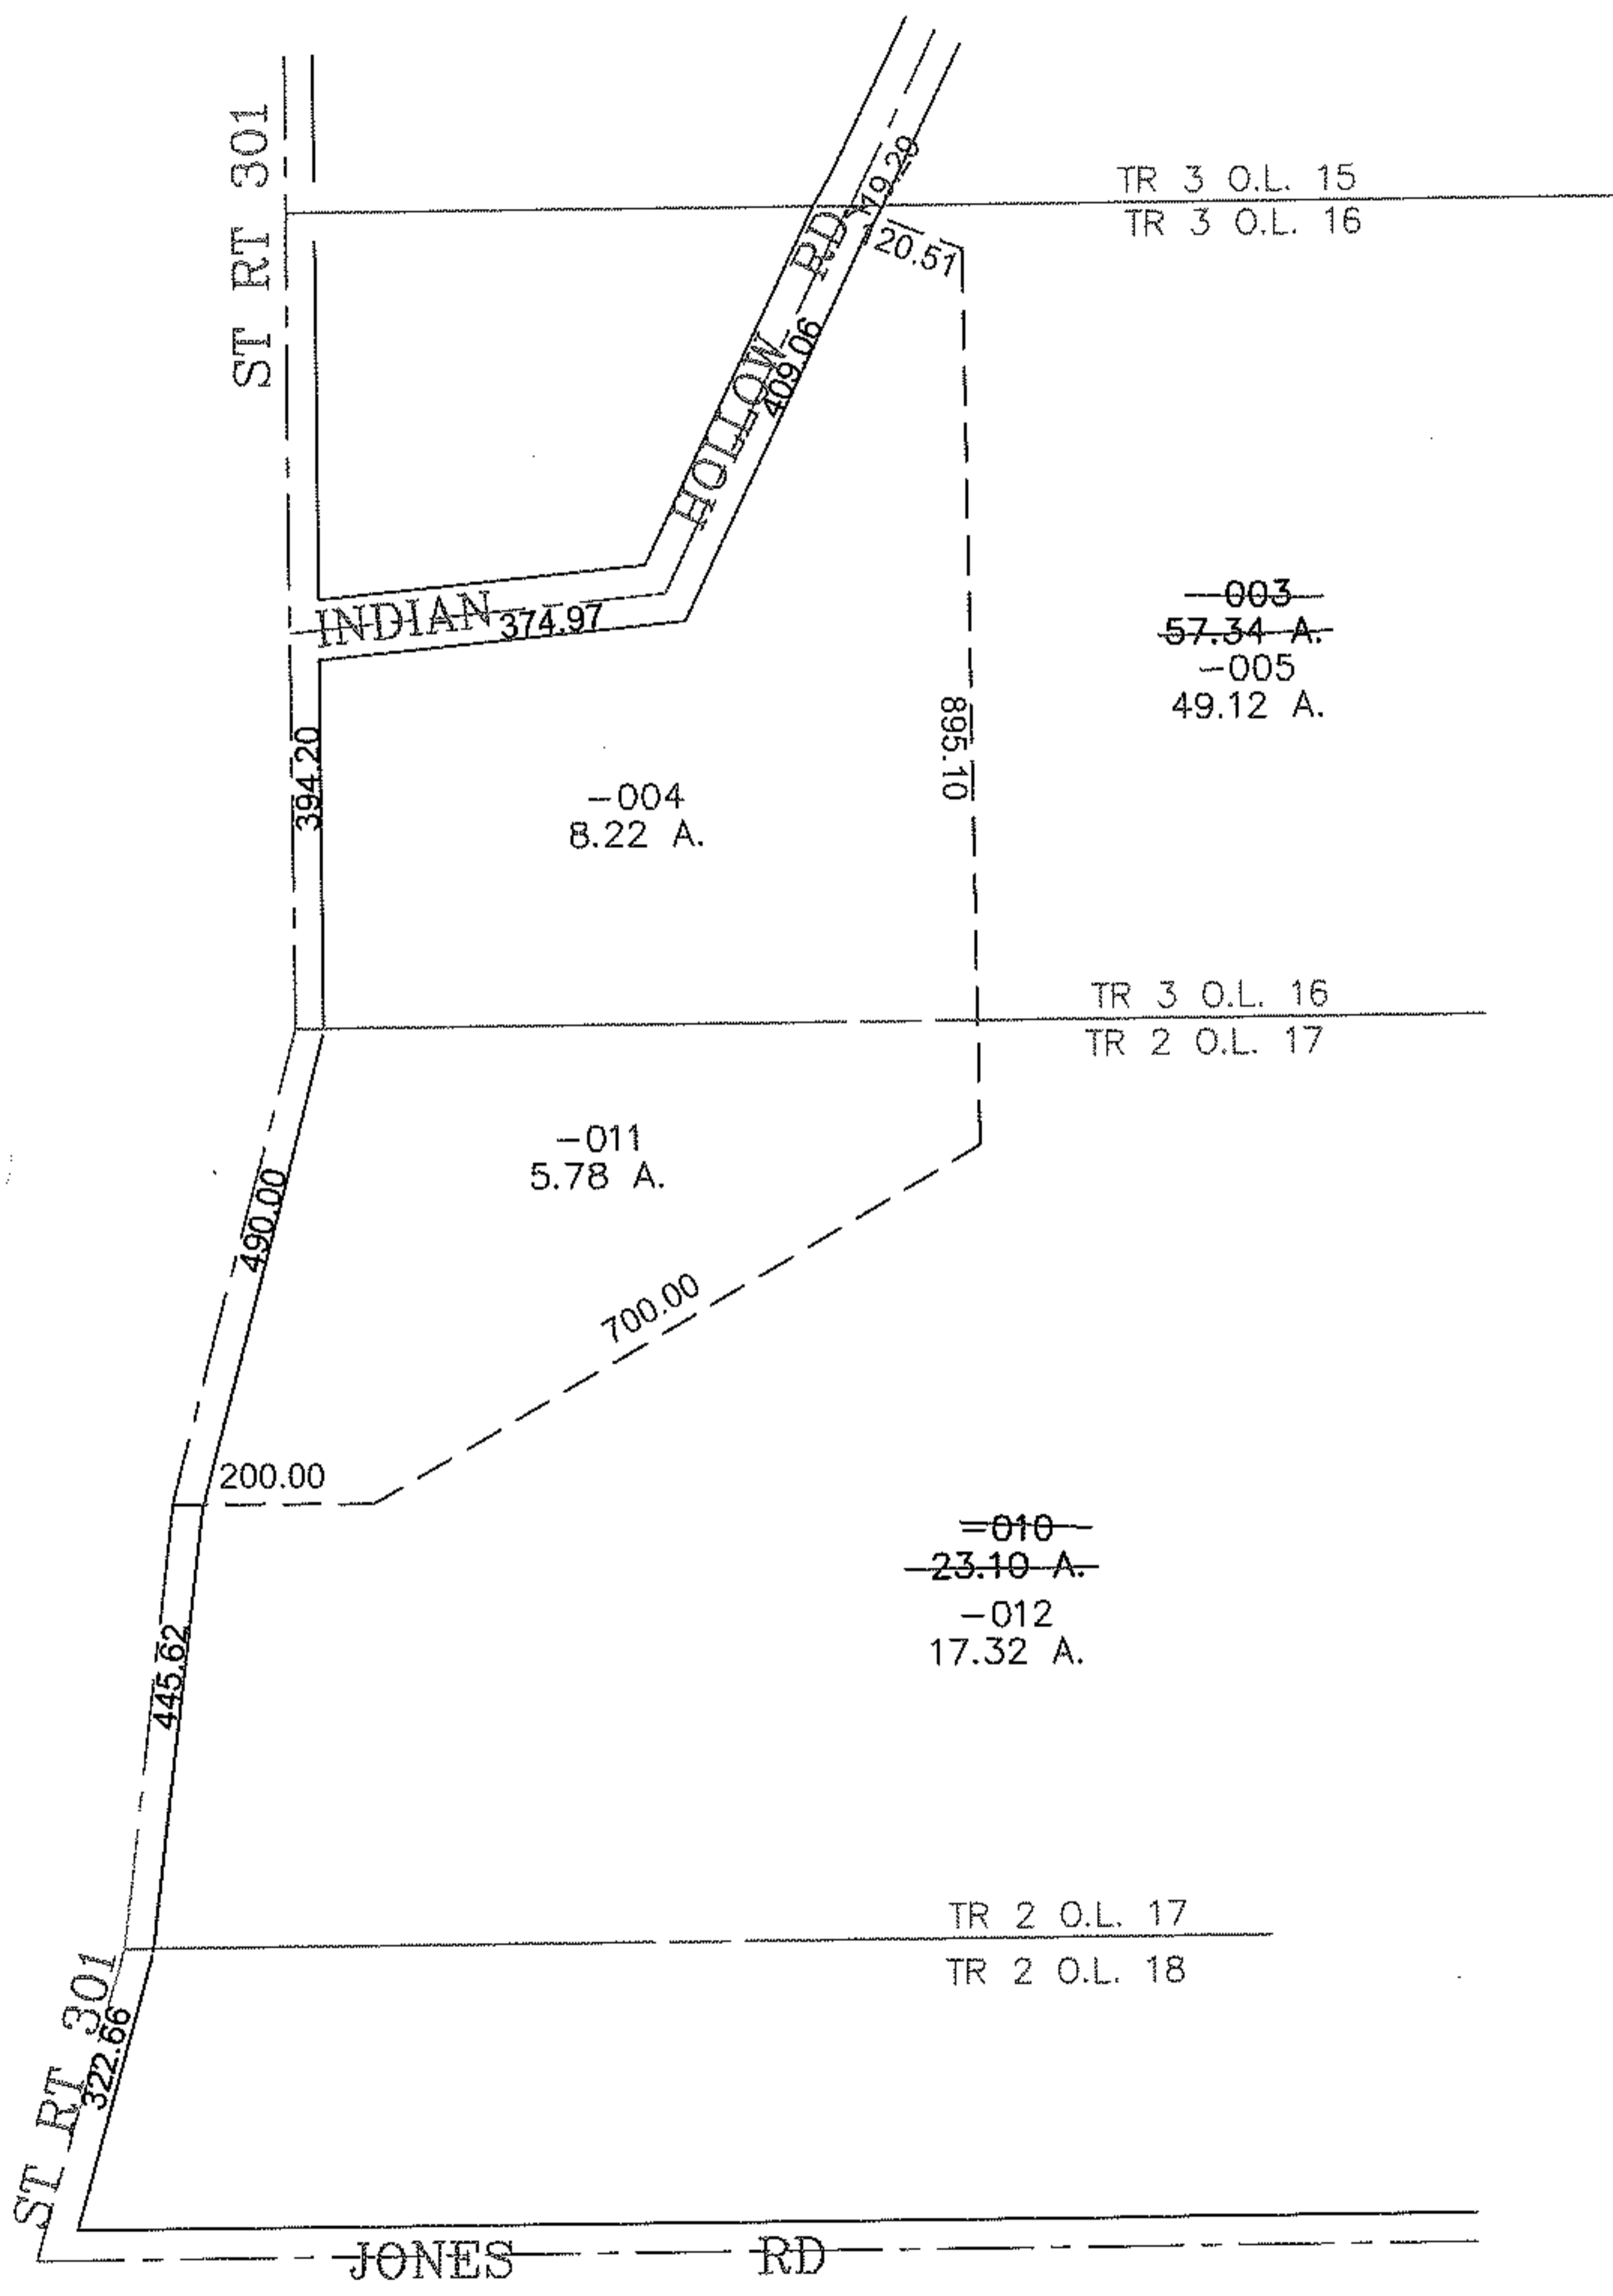 ST RT 301
TR 3 O.L. 15
TR 3 O.L. 16
19.29
120.51
HOLLOW RD
409.06
INDIAN
374.97
-003
57.34 A.
-005
49.12 A.
394.20
895.10
-004
8.22 A.
TR 3 O.L. 16
TR 2 O.L. 17
-011
5.78 A.
490.00
700.00
200.00
-010
23.10 A.
-012
17.32 A.
445.62
TR 2 O.L. 17
TR 2 O.L. 18
ST RT 301
322.66
JONES RD